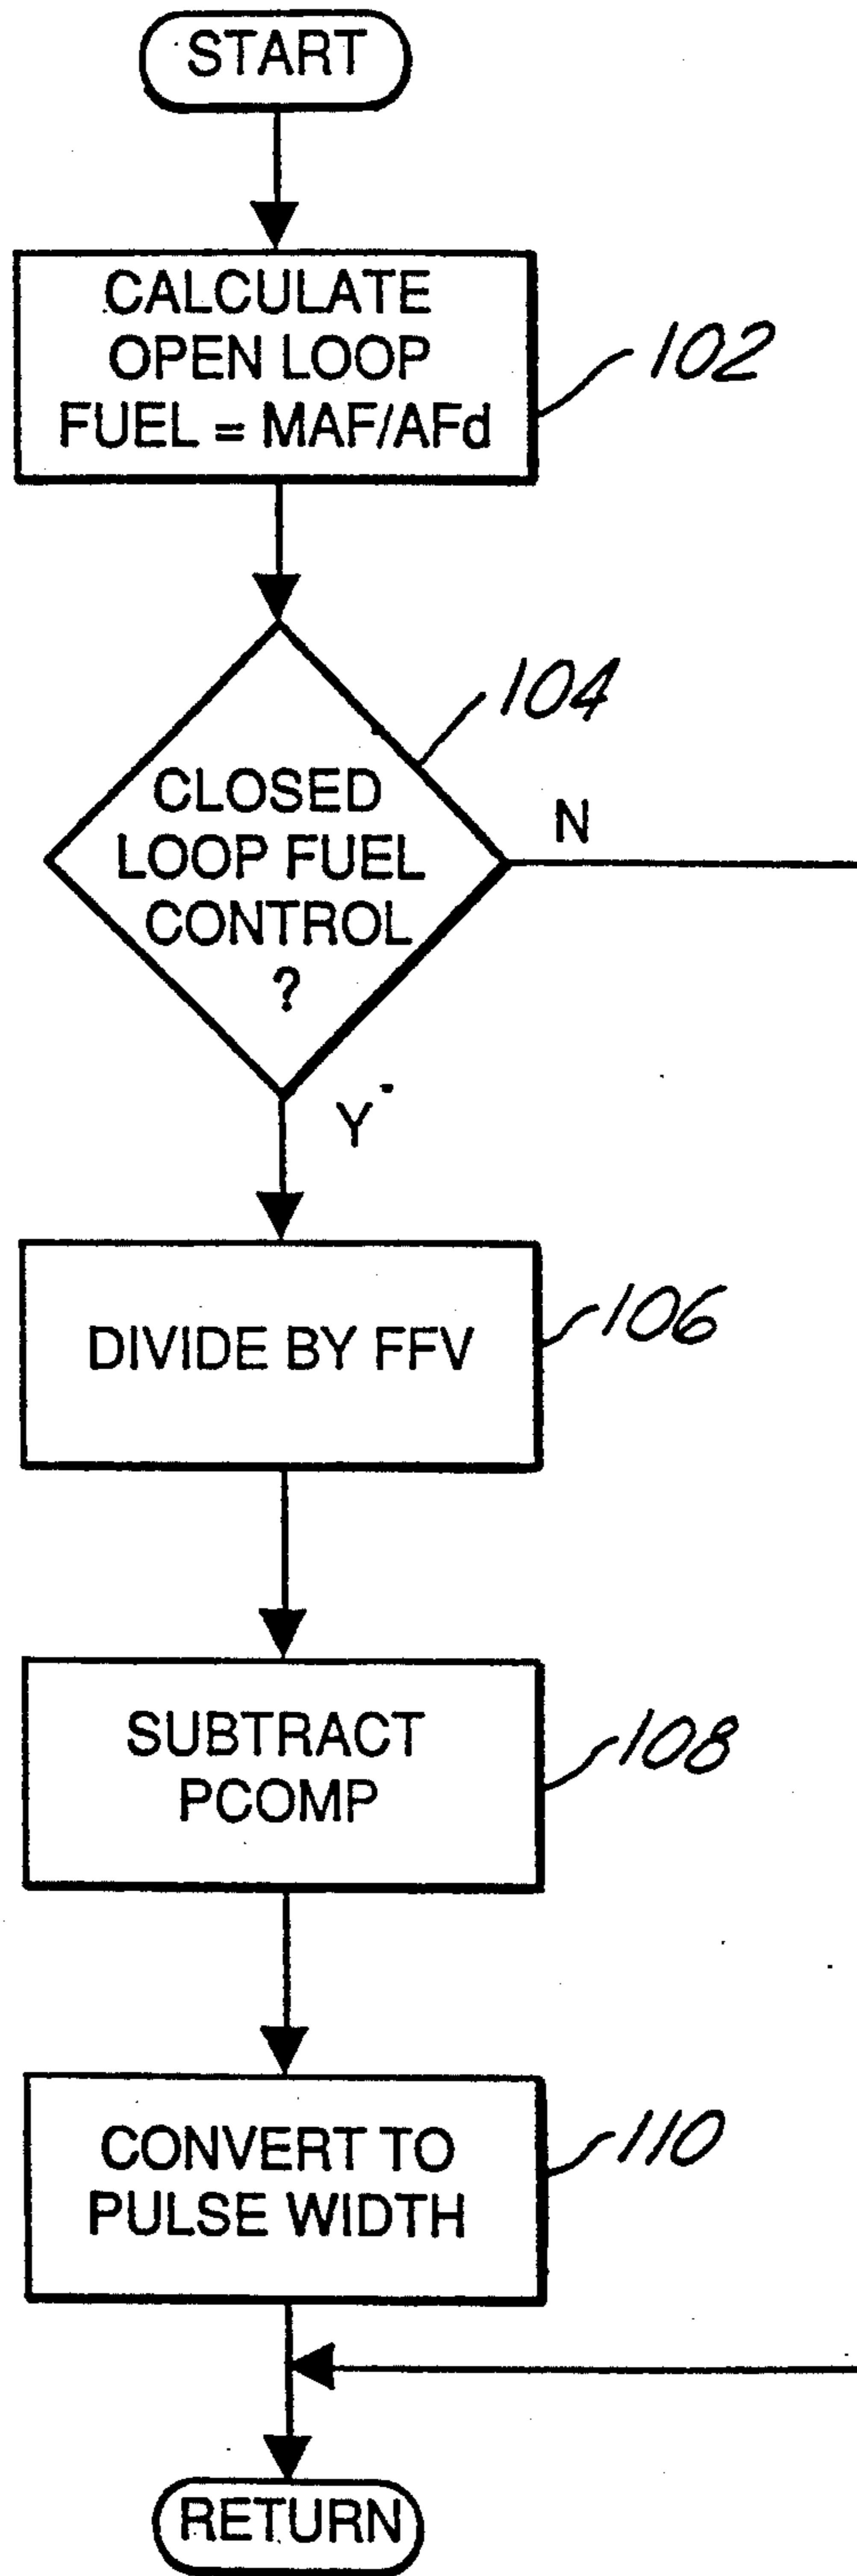 START
CALCULATE
OPEN LOOP
FUEL = MAF/AFd
102
104
CLOSED
LOOP FUEL
CONTROL
?
N
Y
DIVIDE BY FFV
106
SUBTRACT
PCOMP
108
CONVERT TO
PULSE WIDTH
110
RETURN